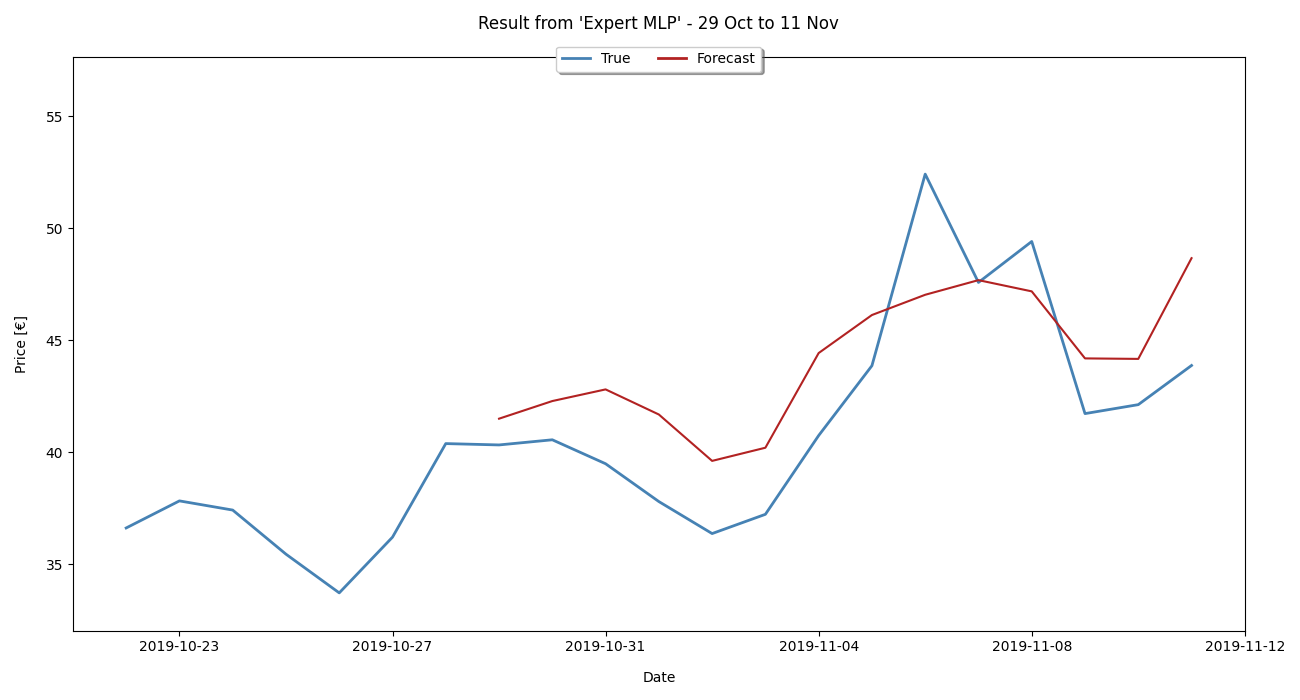 Result from 'Expert MLP' - 29 Oct to 11 Nov
True Forecast
55
50
45
40
35
Price [€]
2019-10-23 2019-10-27 2019-10-31 2019-11-04 2019-11-08 2019-11-12
Date